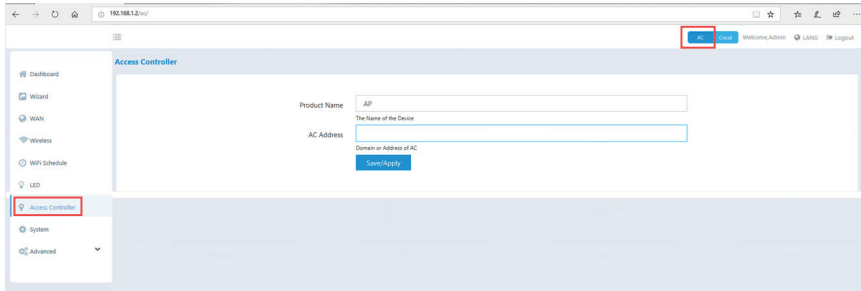 192.168.1.2/ac/
AC Cloud Welcome,Admin LANG Logout
Access Controller
Dashboard
Wizard
WAN
Wireless
WiFi Schedule
LED
Access Controller
System
Advanced
Product Name AP
The Name of the Device
AC Address
Domain or Address of AC
Save/Apply